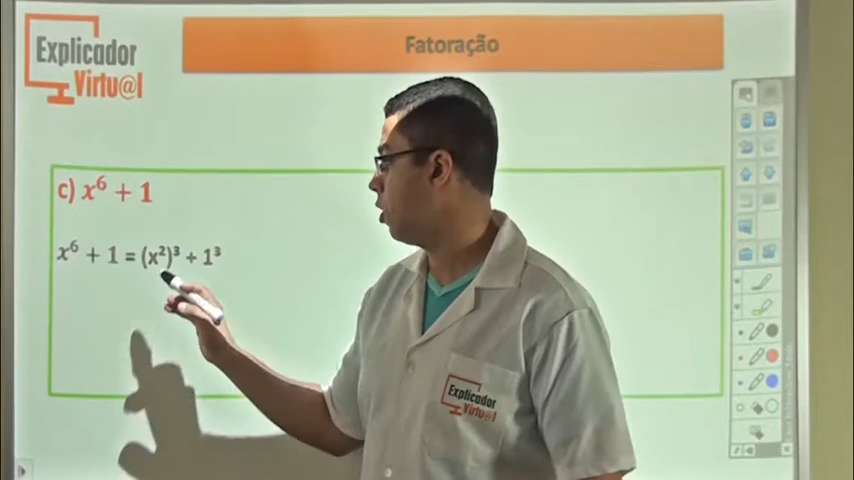 Explicador
Virtu@l
Fatoração
c) x⁶ + 1
x⁶ + 1 = (x²)³ + 1³
Explicador
Virtu@l